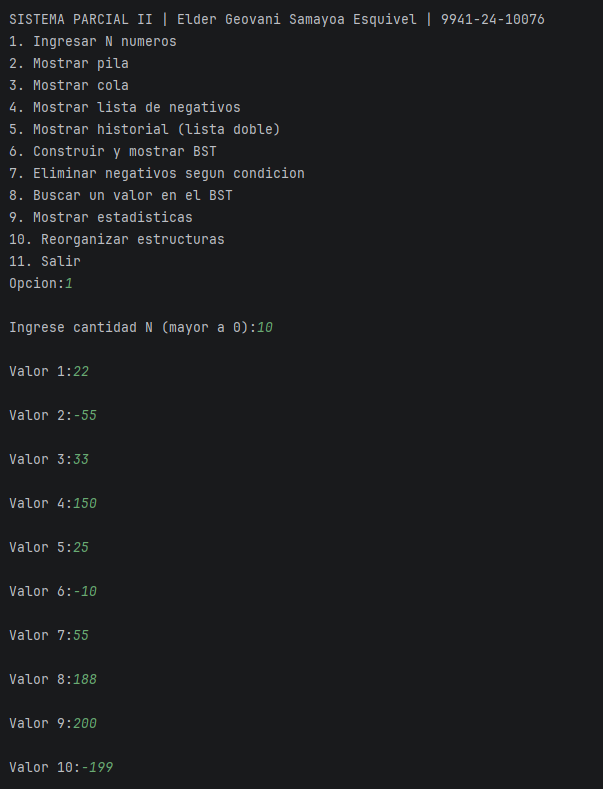 SISTEMA PARCIAL II | Elder Geovani Samayoa Esquivel | 9941-24-10076
1. Ingresar N numeros
2. Mostrar pila
3. Mostrar cola
4. Mostrar lista de negativos
5. Mostrar historial (lista doble)
6. Construir y mostrar BST
7. Eliminar negativos segun condicion
8. Buscar un valor en el BST
9. Mostrar estadisticas
10. Reorganizar estructuras
11. Salir
Opcion:1
Ingrese cantidad N (mayor a 0):10
Valor 1:22
Valor 2:-55
Valor 3:33
Valor 4:150
Valor 5:25
Valor 6:-10
Valor 7:55
Valor 8:188
Valor 9:200
Valor 10:-199